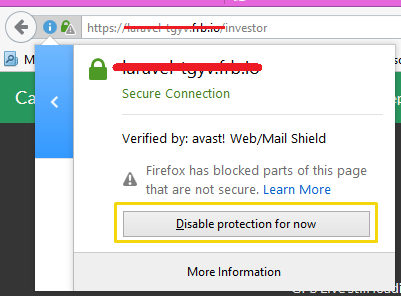 https://laravel-tgyv.frb.io/investor
M
Ca
laravel-tgyv.frb.io
Secure Connection
Verified by: avast! Web/Mail Shield
Firefox has blocked parts of this page
that are not secure. Learn More
Disable protection for now
More Information